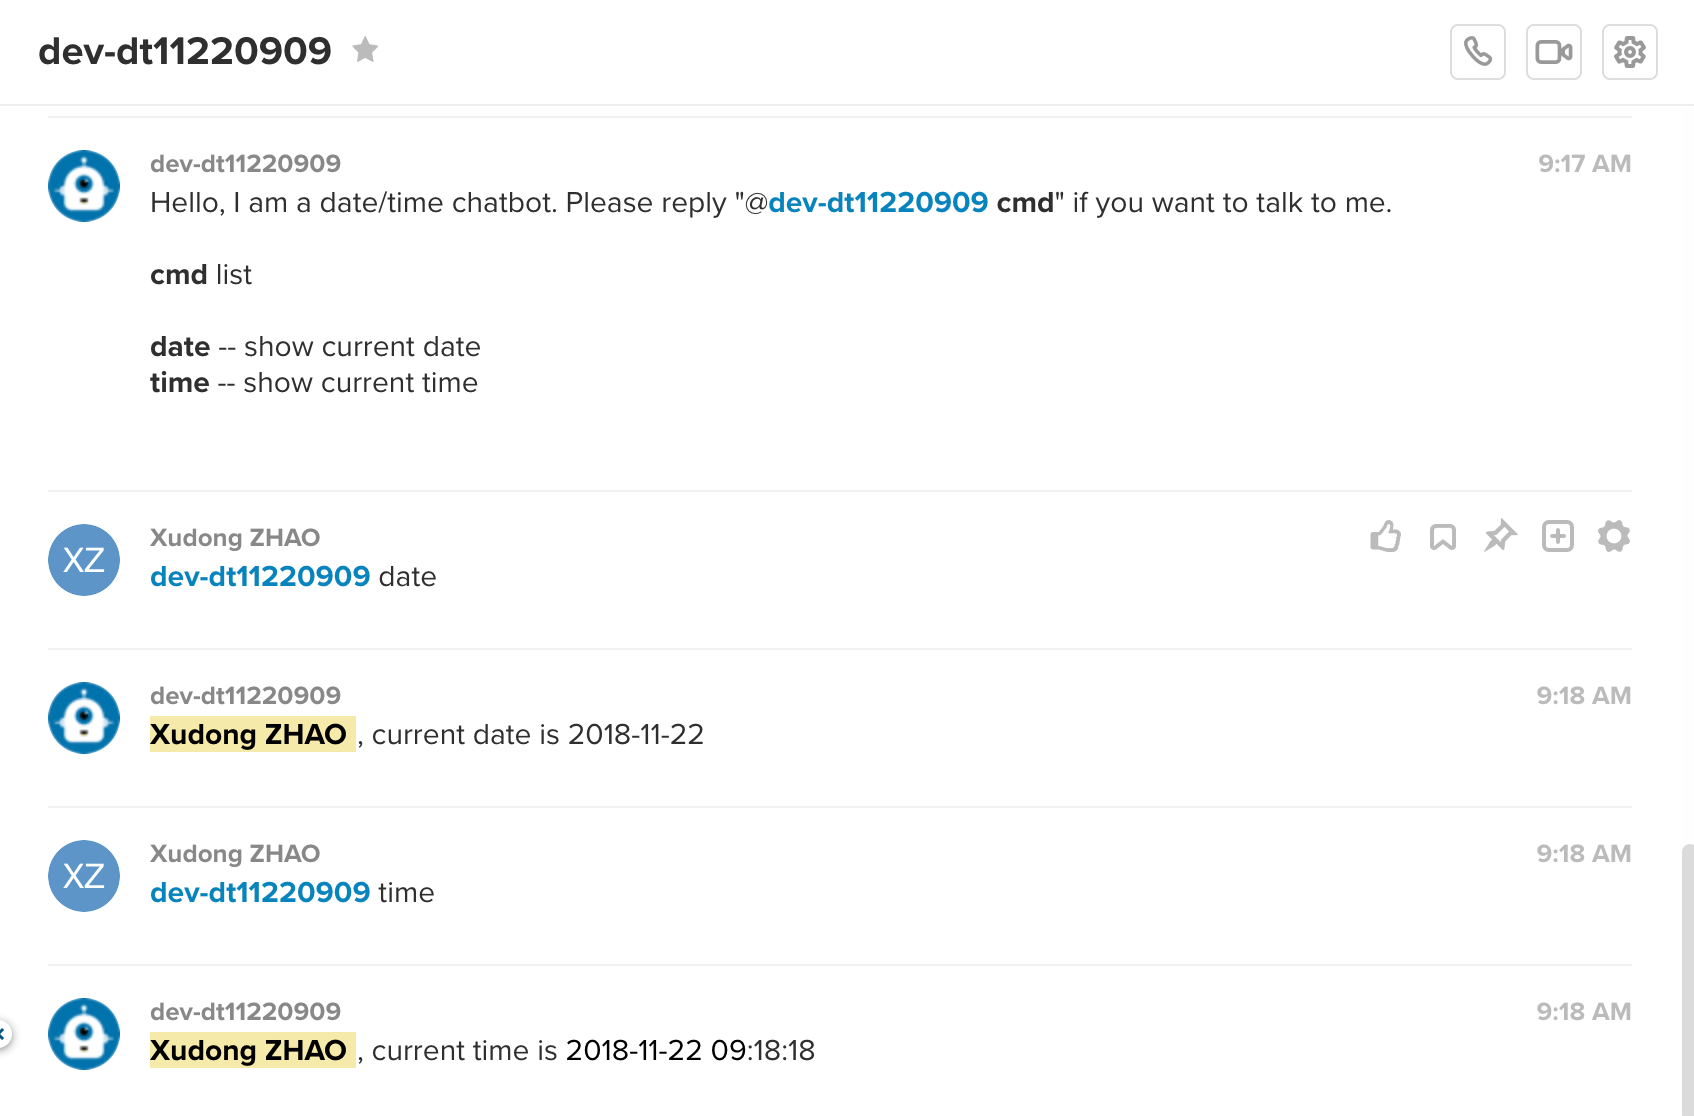 dev-dt11220909
dev-dt11220909 9:17 AM
Hello, I am a date/time chatbot. Please reply "@dev-dt11220909 cmd" if you want to talk to me.
cmd list
date -- show current date
time -- show current time
XZ
Xudong ZHAO
dev-dt11220909 date
dev-dt11220909 9:18 AM
Xudong ZHAO , current date is 2018-11-22
XZ
Xudong ZHAO 9:18 AM
dev-dt11220909 time
dev-dt11220909 9:18 AM
Xudong ZHAO , current time is 2018-11-22 09:18:18